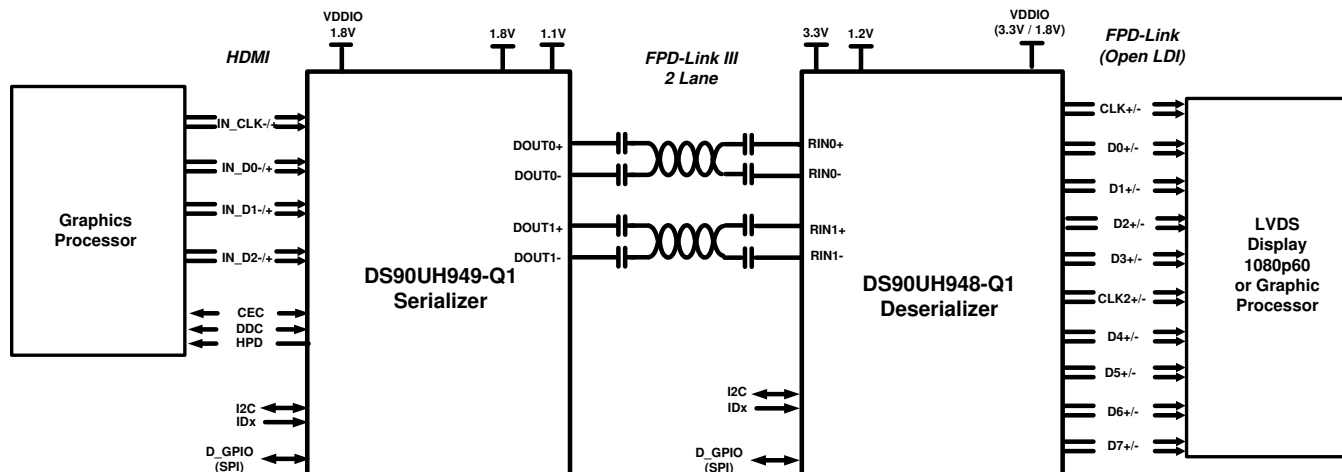 VDDIO
1.8V
1.8V
1.1V
3.3V
1.2V
VDDIO
(3.3V / 1.8V)
HDMI
FPD-Link III
2 Lane
FPD-Link
(Open LDI)
Graphics
Processor
IN_CLK-/+
IN_D0-/+
IN_D1-/+
IN_D2-/+
CEC
DDC
HPD
I2C
IDx
D_GPIO
(SPI)
DS90UH949-Q1
Serializer
DOUT0+
DOUT0-
DOUT1+
DOUT1-
RIN0+
RIN0-
RIN1+
RIN1-
DS90UH948-Q1
Deserializer
I2C
IDx
D_GPIO
(SPI)
CLK+/-
D0+/-
D1+/-
D2+/-
D3+/-
CLK2+/-
D4+/-
D5+/-
D6+/-
D7+/-
LVDS
Display
1080p60
or Graphic
Processor